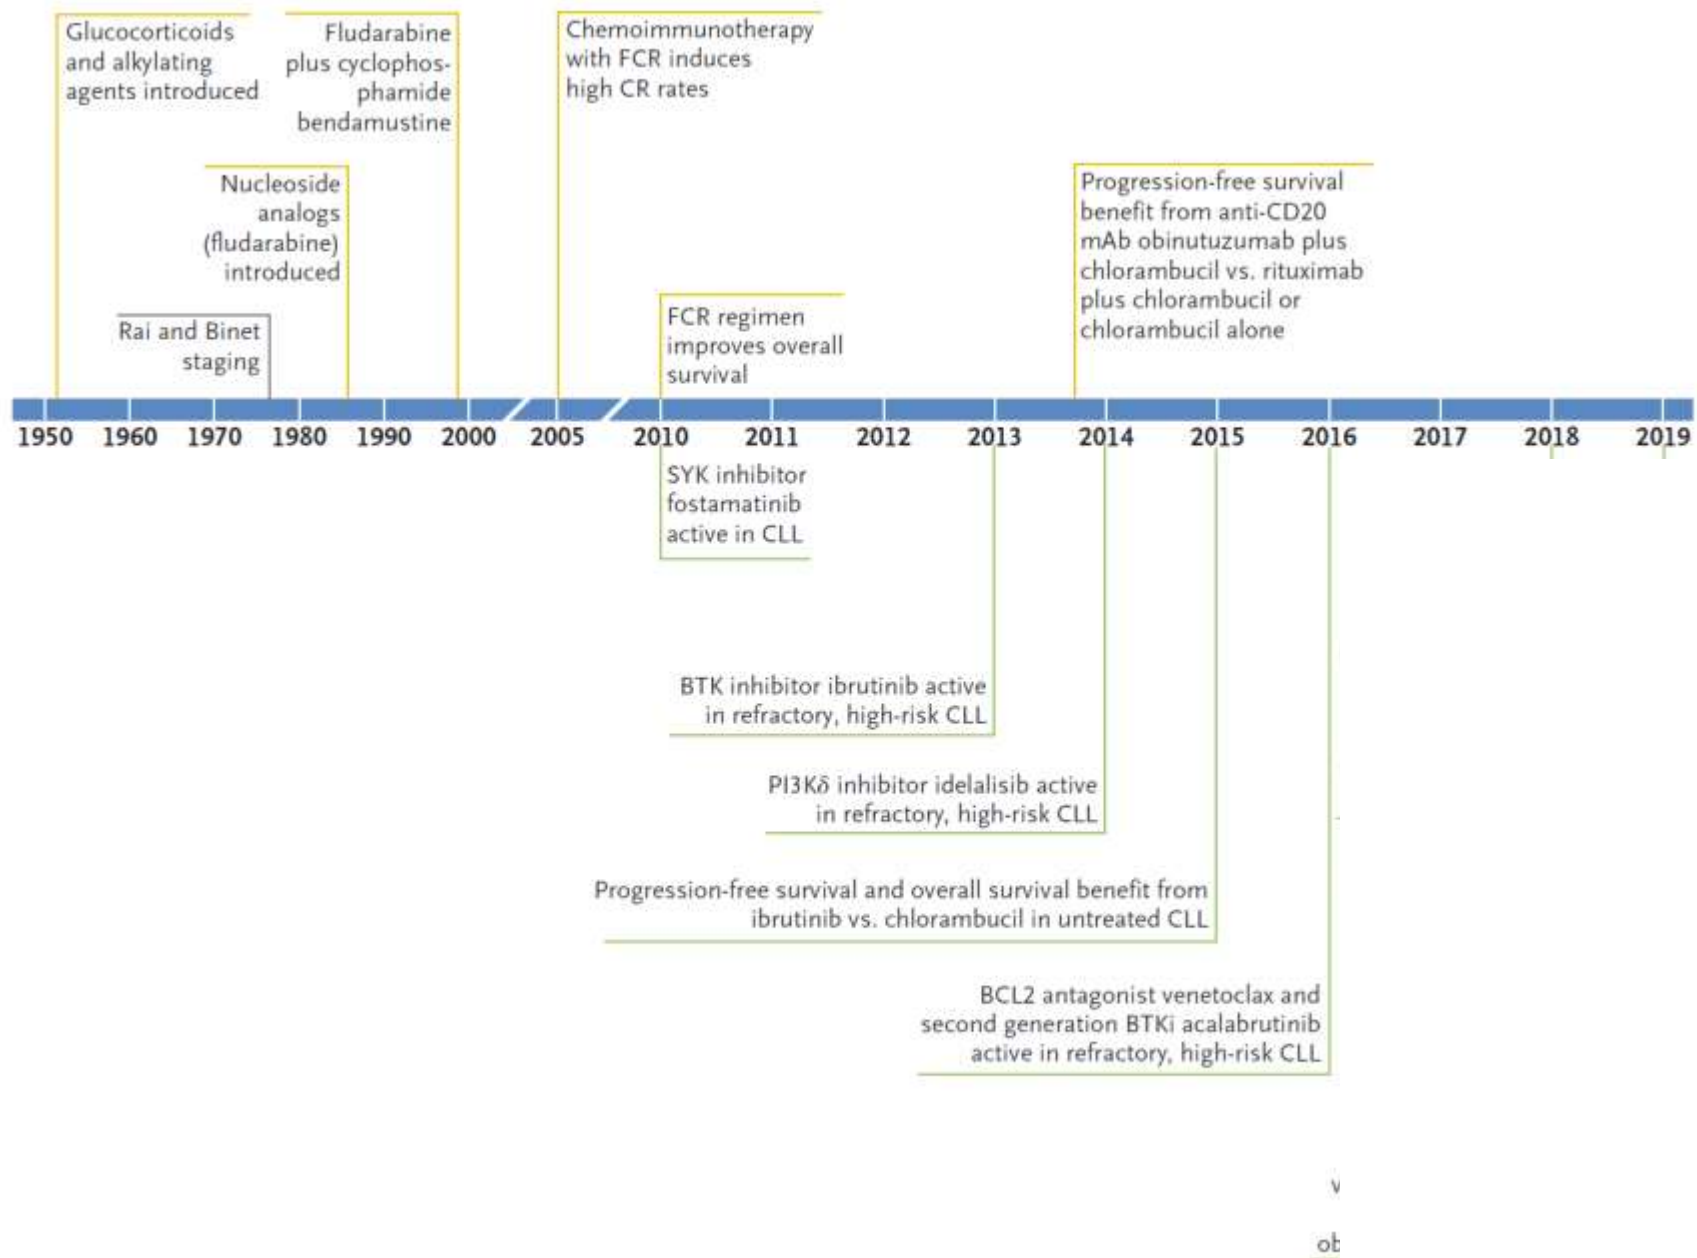 Glucocorticoids
and alkylating
agents introduced
Fludarabine
plus cyclophos-
phamide
bendamustine
Chemoimmunotherapy
with FCR induces
high CR rates
Nucleoside
analogs
(fludarabine)
introduced
Progression-free survival
benefit from anti-CD20
mAb obinutuzumab plus
chlorambucil vs. rituximab
plus chlorambucil or
chlorambucil alone
Rai and Binet
staging
FCR regimen
improves overall
survival
1950 1960 1970 1980 1990 2000 2005 2010 2011 2012 2013 2014 2015 2016 2017 2018 2019
SYK inhibitor
fostamatinib
active in CLL
BTK inhibitor ibrutinib active
in refractory, high-risk CLL
PI3Kδ inhibitor idelalisib active
in refractory, high-risk CLL
Progression-free survival and overall survival benefit from
ibrutinib vs. chlorambucil in untreated CLL
BCL2 antagonist venetoclax and
second generation BTKi acalabrutinib
active in refractory, high-risk CLL
v
ob